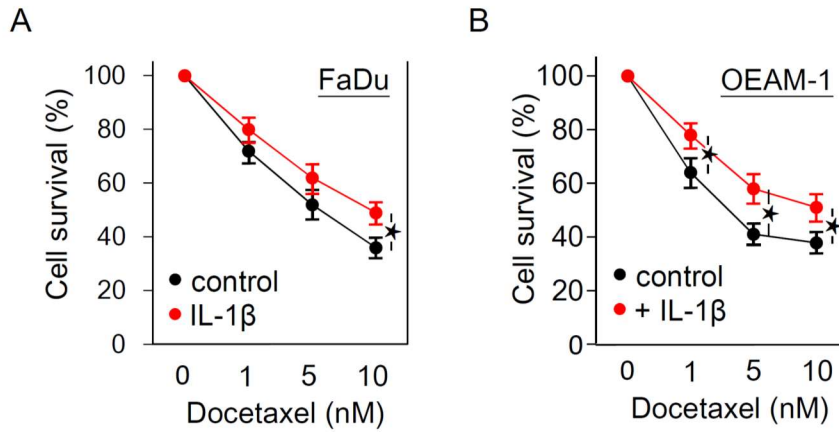 A
Cell survival (%)
100
80
60
40
20
0
FaDu
control
IL-1β
0 1 5 10
Docetaxel (nM)
B
Cell survival (%)
100
80
60
40
20
0
OEAM-1
control
+ IL-1β
0 1 5 10
Docetaxel (nM)